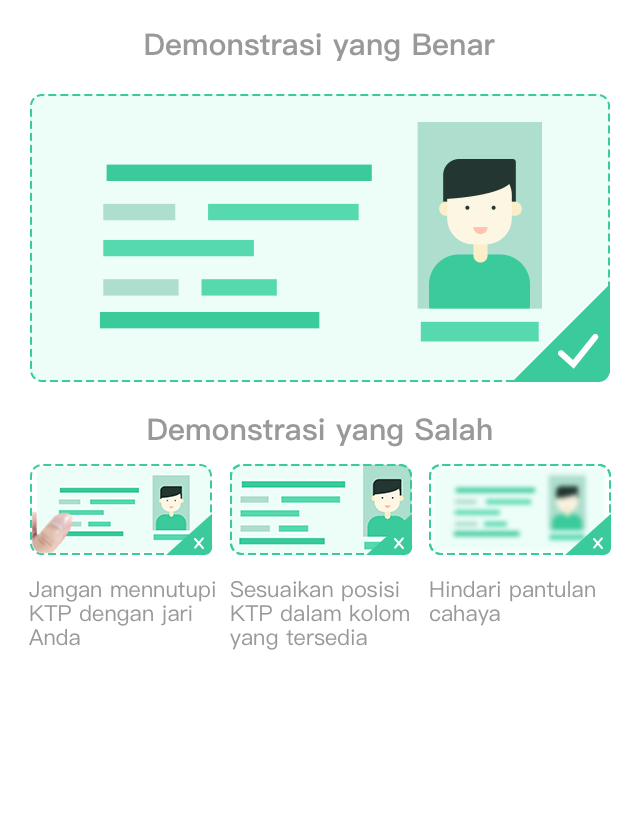 Demonstrasi yang Benar
Demonstrasi yang Salah
Jangan mennutupi
KTP dengan jari
Anda
Sesuaikan posisi
KTP dalam kolom
yang tersedia
Hindari pantulan
cahaya